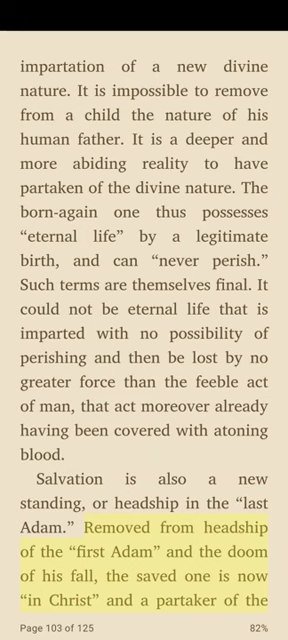 impartation of a new divine
nature. It is impossible to remove
from a child the nature of his
human father. It is a deeper and
more abiding reality to have
partaken of the divine nature. The
born-again one thus possesses
“eternal life” by a legitimate
birth, and can “never perish.”
Such terms are themselves final. It
could not be eternal life that is
imparted with no possibility of
perishing and then be lost by no
greater force than the feeble act
of man, that act moreover already
having been covered with atoning
blood.
Salvation is also a new
standing, or headship in the “last
Adam.” Removed from headship
of the “first Adam” and the doom
of his fall, the saved one is now
“in Christ” and a partaker of the
Page 103 of 125 82%